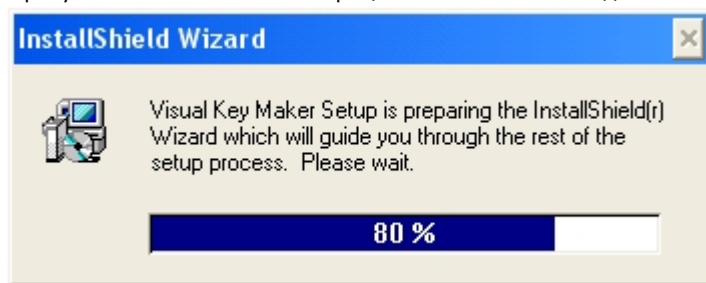 InstallShield Wizard
Visual Key Maker Setup is preparing the InstallShield(r)
Wizard which will guide you through the rest of the
setup process. Please wait.
80 %